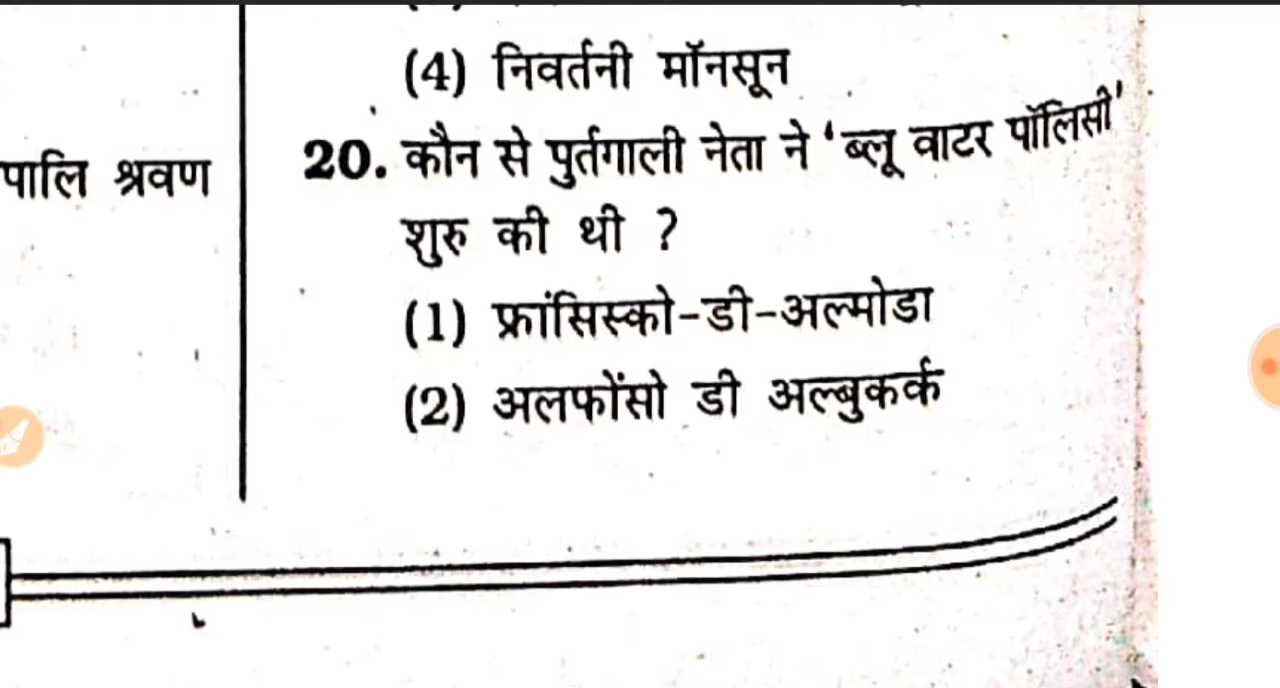 (4) निवर्तनी मॉनसून
20. कौन से पुर्तगाली नेता ने 'ब्लू वाटर पॉलिसी'
पालि श्रवण
शुरु की थी ?
(1) फ्रांसिस्को-डी-अल्मोडा
(2) अलफोंसो डी अल्बुकर्क